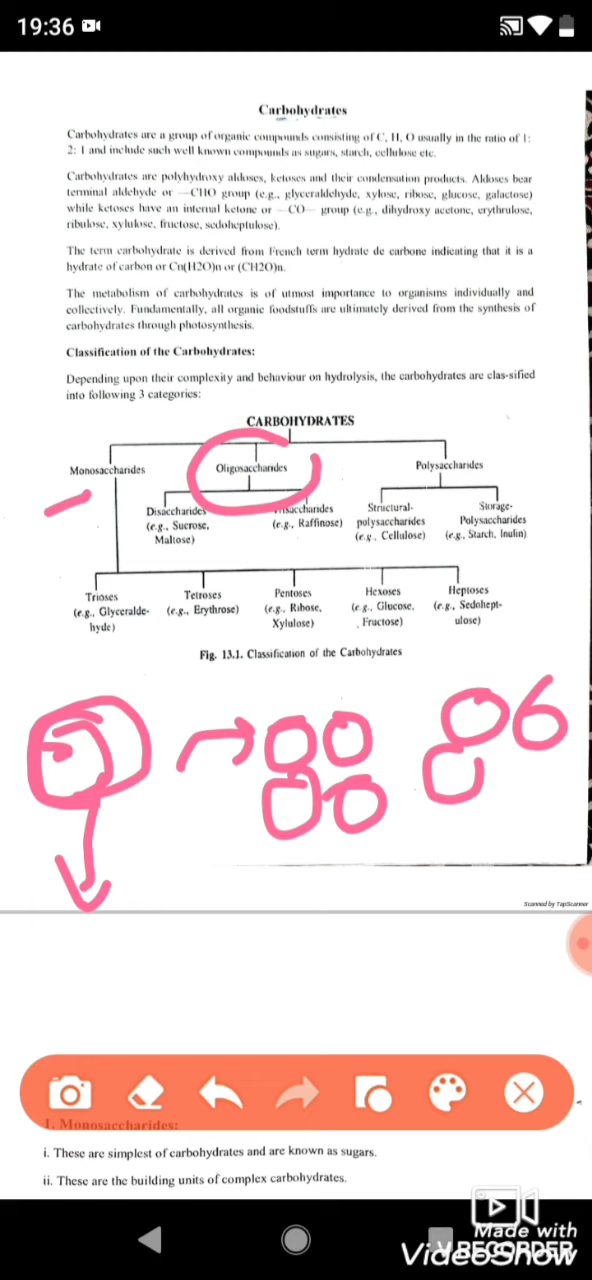 19:36
Carbohydrates
Carbohydrates are a group of organic compounds consisting of C, H, O usually in the ratio of 1:
2: 1 and include such well known compounds as sugars, starch, cellulose etc.
Carbohydrates are polyhydroxy aldoses, ketoses and their condensation products. Aldoses bear
terminal aldehyde or —CHO group (e.g., glyceraldehyde, xylose, ribose, glucose, galactose)
while ketoses have an internal ketone or —CO— group (e.g., dihydroxy acetone, erythrulose,
ribulose, xylulose, fructose, sedoheptulose).
The term carbohydrate is derived from French term hydrate de carbone indicating that it is a
hydrate of carbon or Cn(H2O)n or (CH2O)n.
The metabolism of carbohydrates is of utmost importance to organisms individually and
collectively. Fundamentally, all organic foodstuffs are ultimately derived from the synthesis of
carbohydrates through photosynthesis.
Classification of the Carbohydrates:
Depending upon their complexity and behaviour on hydrolysis, the carbohydrates are clas-sified
into following 3 categories:
CARBOHYDRATES
Monosaccharides Oligosaccharides Polysaccharides
Disaccharides
(e.g., Sucrose,
Maltose)
(e.g., Raffinose)
Structural-
polysaccharides
(e.g., Cellulose)
Storage-
Polysaccharides
(e.g., Starch, Inulin)
Trioses
(e.g., Glyceralde-
hyde)
Tetroses
(e.g., Erythrose)
Pentoses
(e.g., Ribose,
Xylulose)
Hexoses
(e.g., Glucose,
Fructose)
Heptoses
(e.g., Sedohept-
ulose)
Fig. 13.1. Classification of the Carbohydrates
Scanned by TapScanner
1. Monosaccharides:
i. These are simplest of carbohydrates and are known as sugars.
ii. These are the building units of complex carbohydrates.
Made with
VideoShow
RECORDER